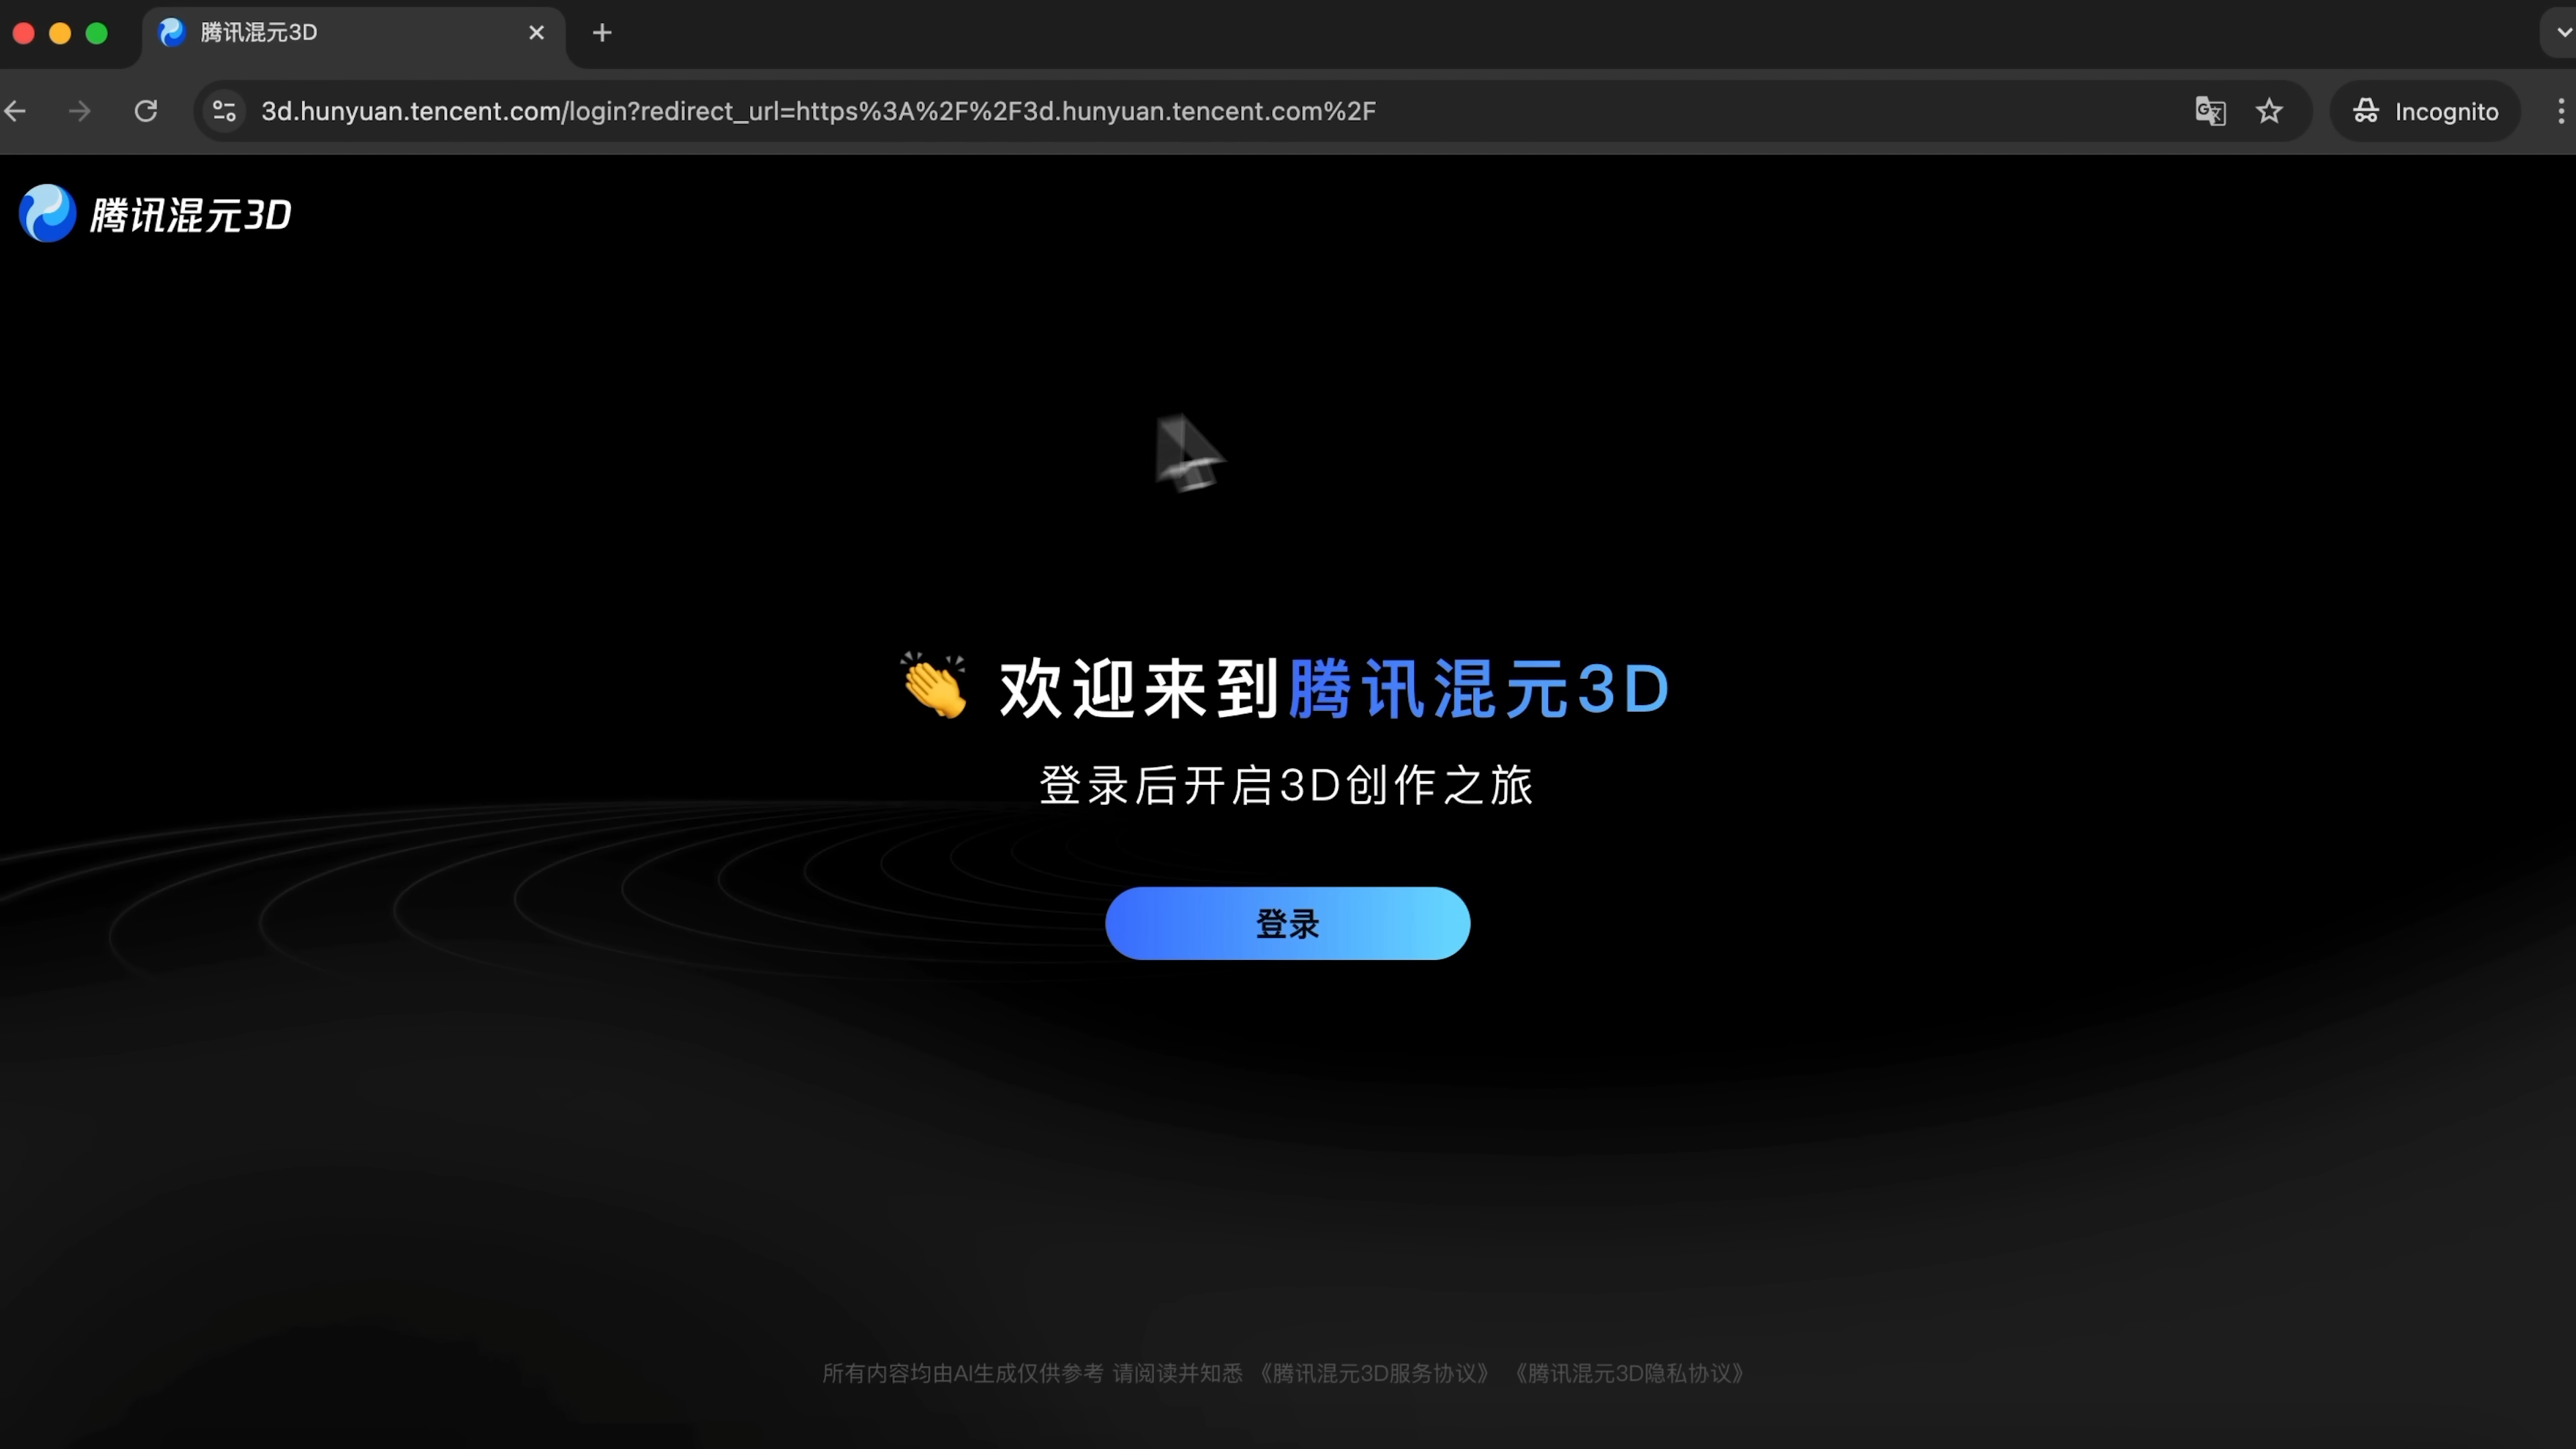 腾讯混元3D
3d.hunyuan.tencent.com/login?redirect_url=https%3A%2F%2F3d.hunyuan.tencent.com%2F
Incognito
腾讯混元3D
👏 欢迎来到腾讯混元3D
登录后开启3D创作之旅
登录
所有内容均由AI生成仅供参考 请阅读并知悉 《腾讯混元3D服务协议》 《腾讯混元3D隐私协议》